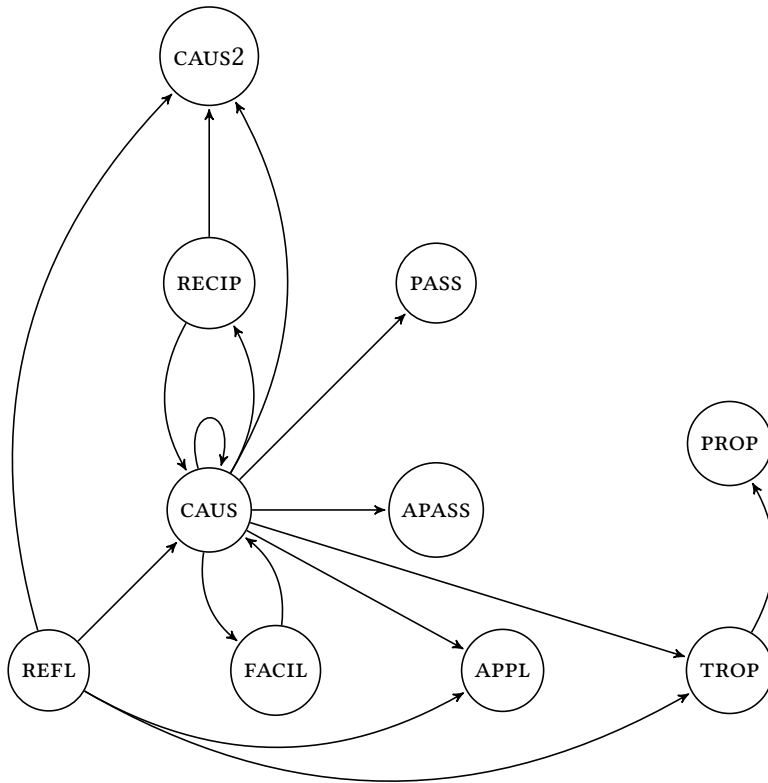 CAUS2
RECIP
PASS
PROP
CAUS
APASS
REFL
FACIL
APPL
TROP